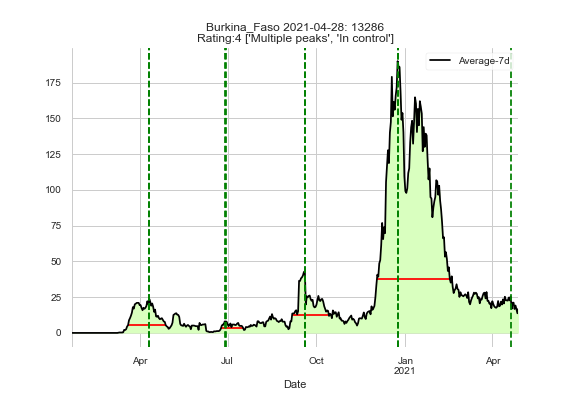 Burkina_Faso 2021-04-28: 13286
Rating:4 ['Multiple peaks', 'In control']
Average-7d
175
150
125
100
75
50
25
0
Apr Jul Oct Jan Apr
2021
Date